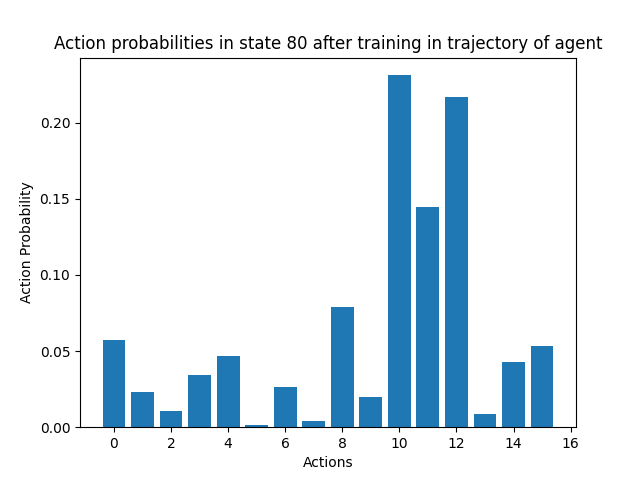 Action probabilities in state 80 after training in trajectory of agent
0.20
0.15
0.10
0.05
0.00
Action Probability
0 2 4 6 8 10 12 14 16
Actions